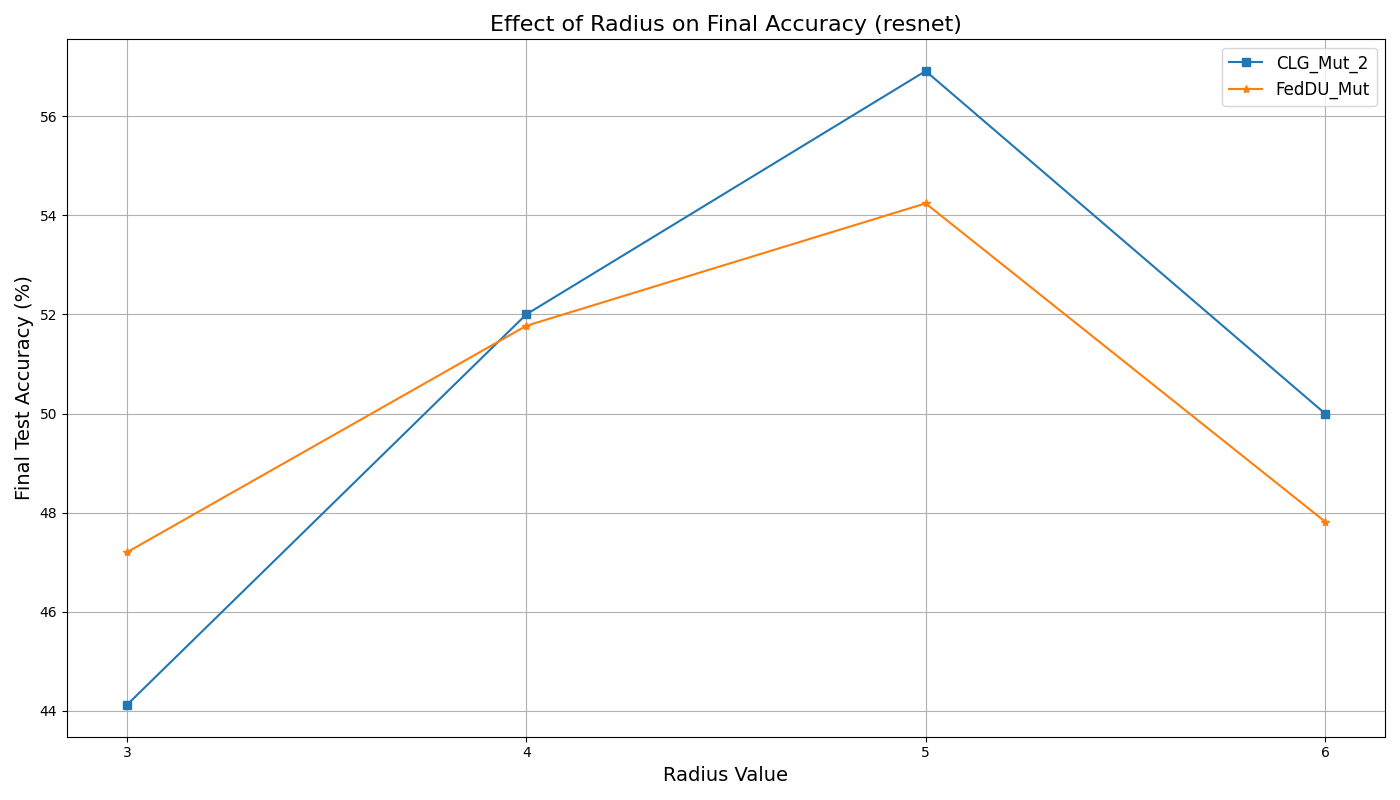 Effect of Radius on Final Accuracy (resnet)
CLG_Mut_2
FedDU_Mut
Final Test Accuracy (%)
56
54
52
50
48
46
44
3 4 5 6
Radius Value